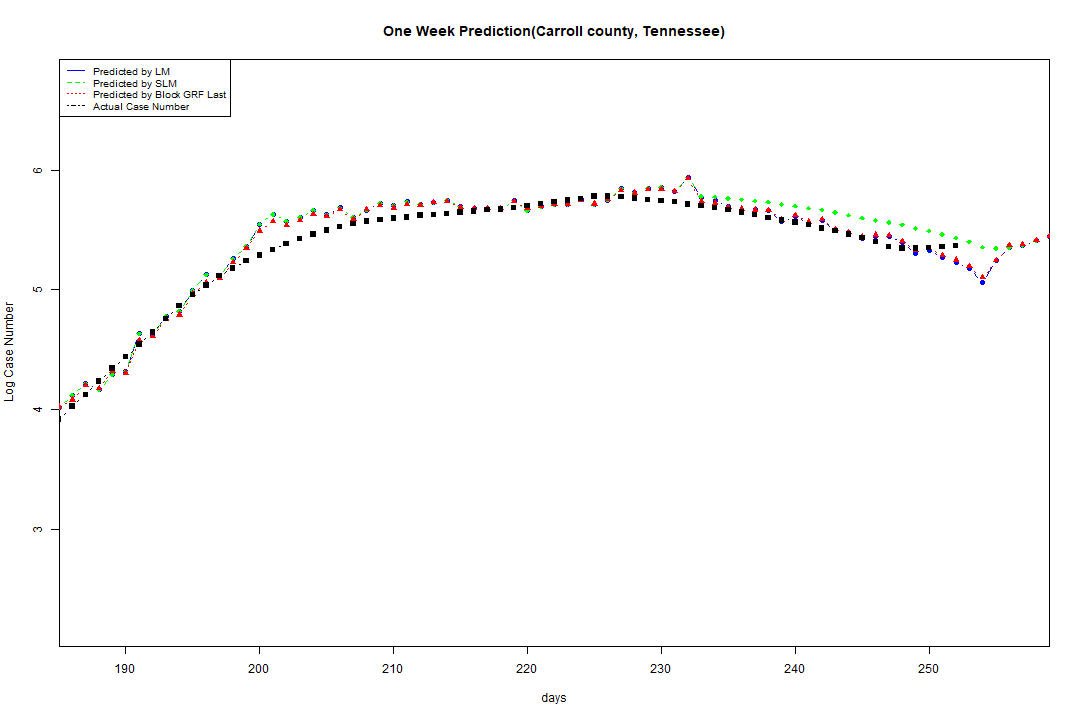 One Week Prediction(Carroll county, Tennessee)
Predicted by LM
Predicted by SLM
Predicted by Block GRF Last
Actual Case Number
6
5
4
3
Log Case Number
190 200 210 220 230 240 250
days